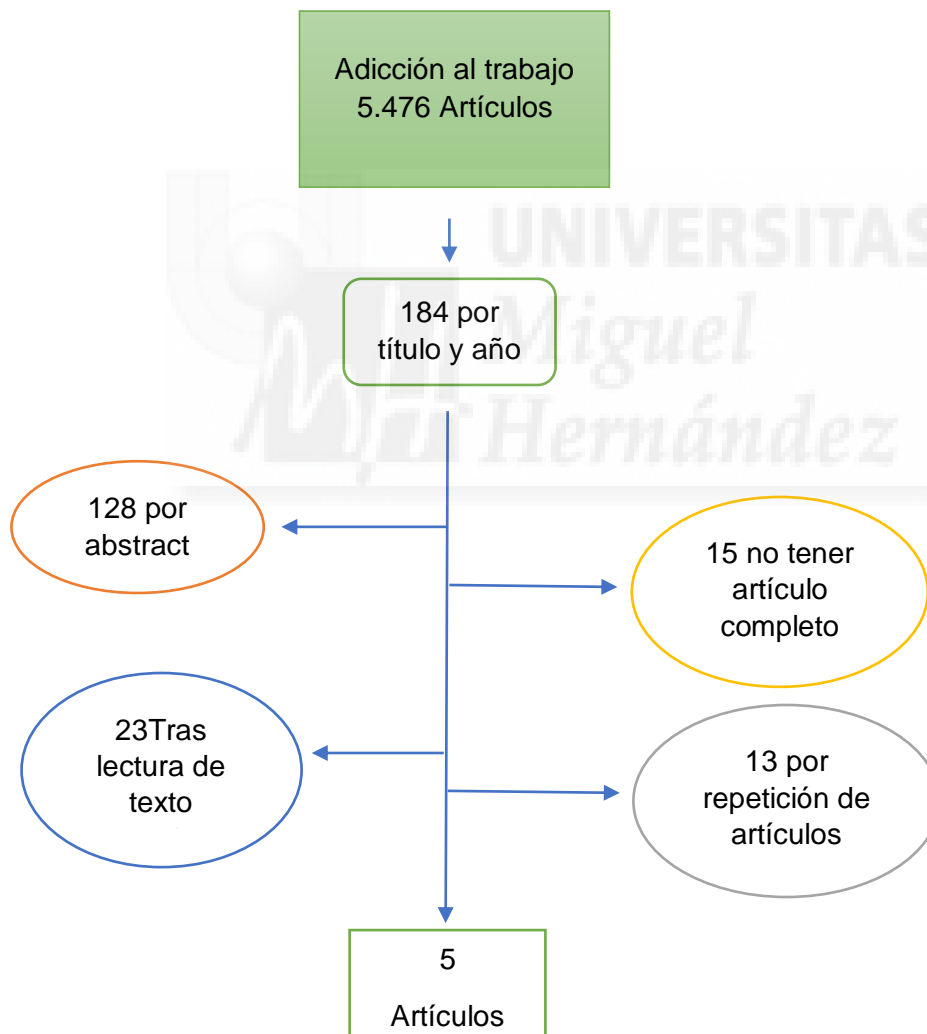 Adicción al trabajo
5.476 Artículos
UNIVERSITAS
Miguel
Hernández
184 por
título y año
128 por
abstract
15 no tener
artículo
completo
23Tras
lectura de
texto
13 por
repetición de
artículos
5
Artículos